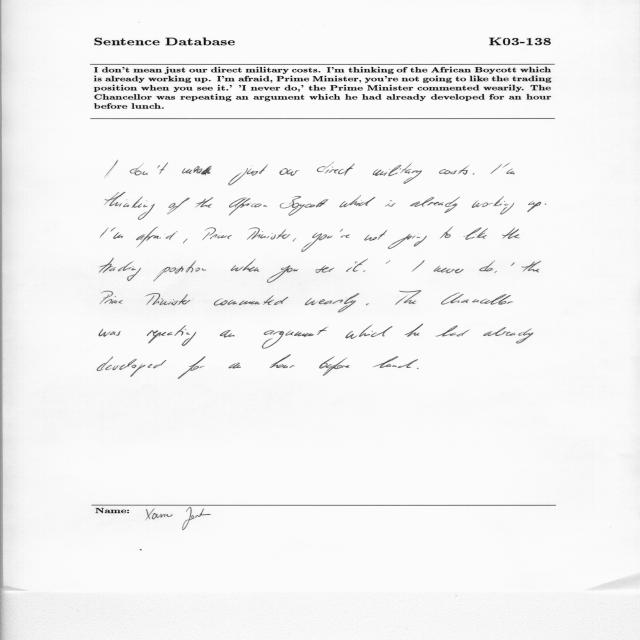 Sentence Database K03-138
I don't mean just our direct military costs. I'm thinking of the African Boycott which
is already working up. I'm afraid, Prime Minister, you're not going to like the trading
position when you see it.' 'I never do,' the Prime Minister commented wearily. The
Chancellor was repeating an argument which he had already developed for an hour
before lunch.
I don't just our direct military costs. I'm
thinking of the African Boycott which is already working up.
I'm afraid, Prime Minister, you're not going to like the
trading position when you see it.' I never do.' the
Prime Minister commented wearily. The Chancellor
was repeating an argument which he had already
developed for an hour before lunch.
Name: